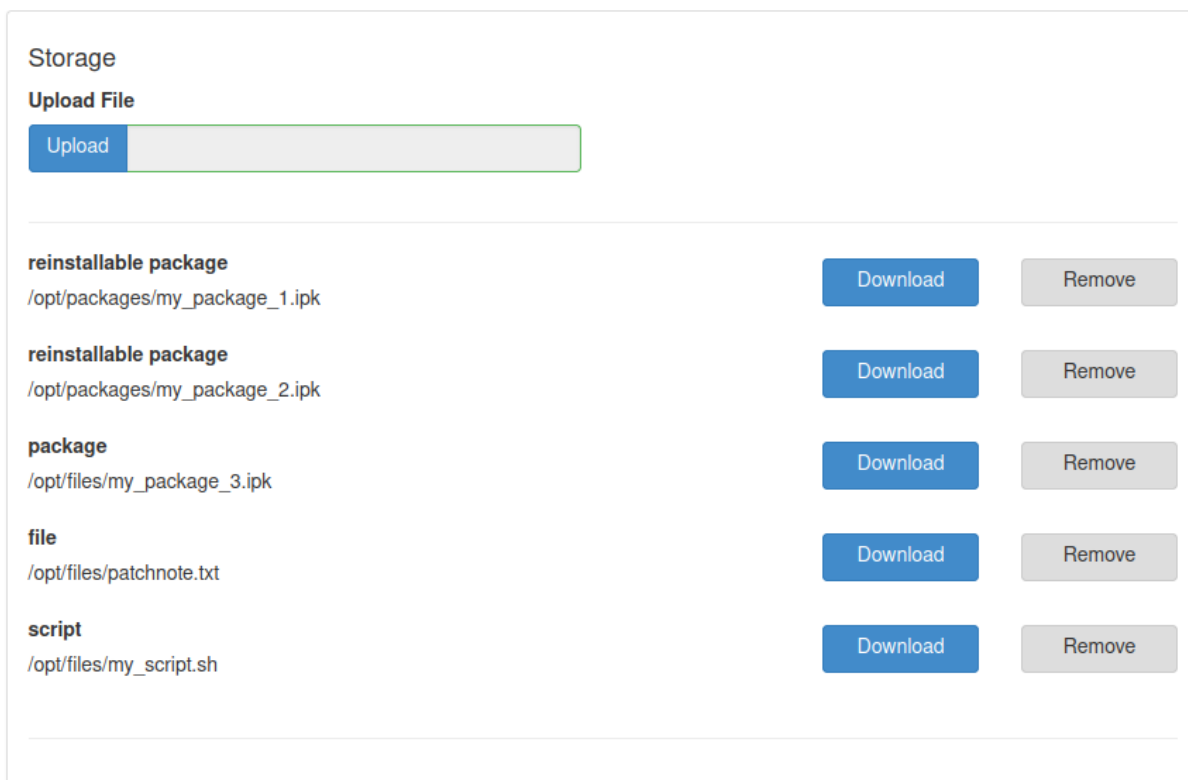 Storage
Upload File
Upload
reinstallable package
/opt/packages/my_package_1.ipk
Download
Remove
reinstallable package
/opt/packages/my_package_2.ipk
Download
Remove
package
/opt/files/my_package_3.ipk
Download
Remove
file
/opt/files/patchnote.txt
Download
Remove
script
/opt/files/my_script.sh
Download
Remove